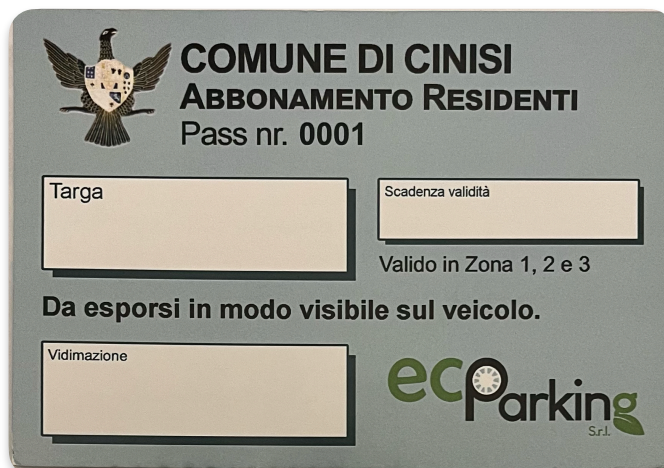 COMUNE DI CINISI
ABBONAMENTO RESIDENTI
Pass nr. 0001
Targa
Scadenza validità
Valido in Zona 1, 2 e 3
Da esporsi in modo visibile sul veicolo.
Vidimazione
ecoParking
S.r.l.